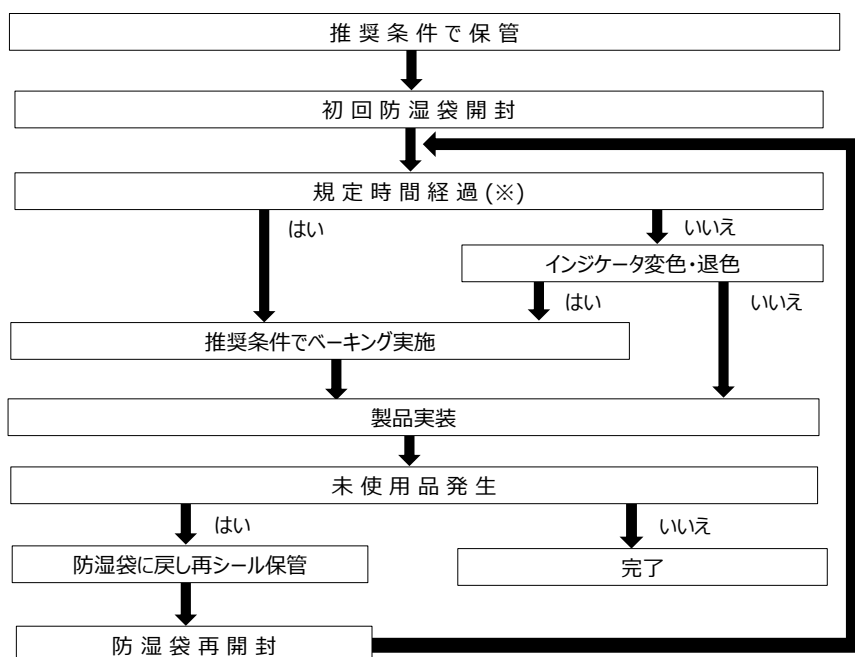 推奨条件で保管
初回防湿袋開封
規定時間経過(※)
はい
いいえ
インジケータ変色・退色
はい
いいえ
推奨条件でベーキング実施
製品実装
未使用品発生
はい
いいえ
防湿袋に戻し再シール保管
完了
防湿袋再開封